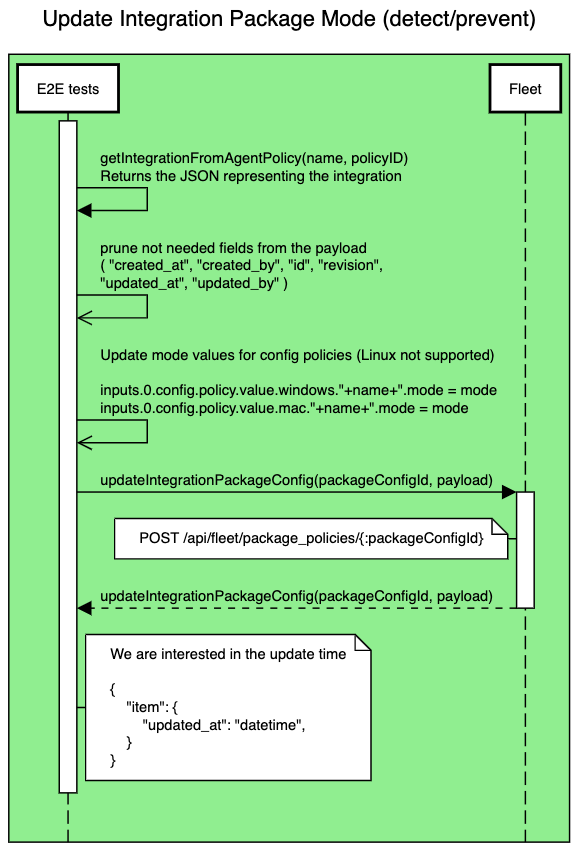 Update Integration Package Mode (detect/prevent)
E2E tests
Fleet
getIntegrationFromAgentPolicy(name, policyID)
Returns the JSON representing the integration
prune not needed fields from the payload
( "created_at", "created_by", "id", "revision",
"updated_at", "updated_by" )
Update mode values for config policies (Linux not supported)
inputs.0.config.policy.value.windows."+name+".mode = mode
inputs.0.config.policy.value.mac."+name+".mode = mode
updateIntegrationPackageConfig(packageConfigId, payload)
POST /api/fleet/package_policies/{:packageConfigId}
updateIntegrationPackageConfig(packageConfigId, payload)
We are interested in the update time
{
"item": {
"updated_at": "datetime",
}
}